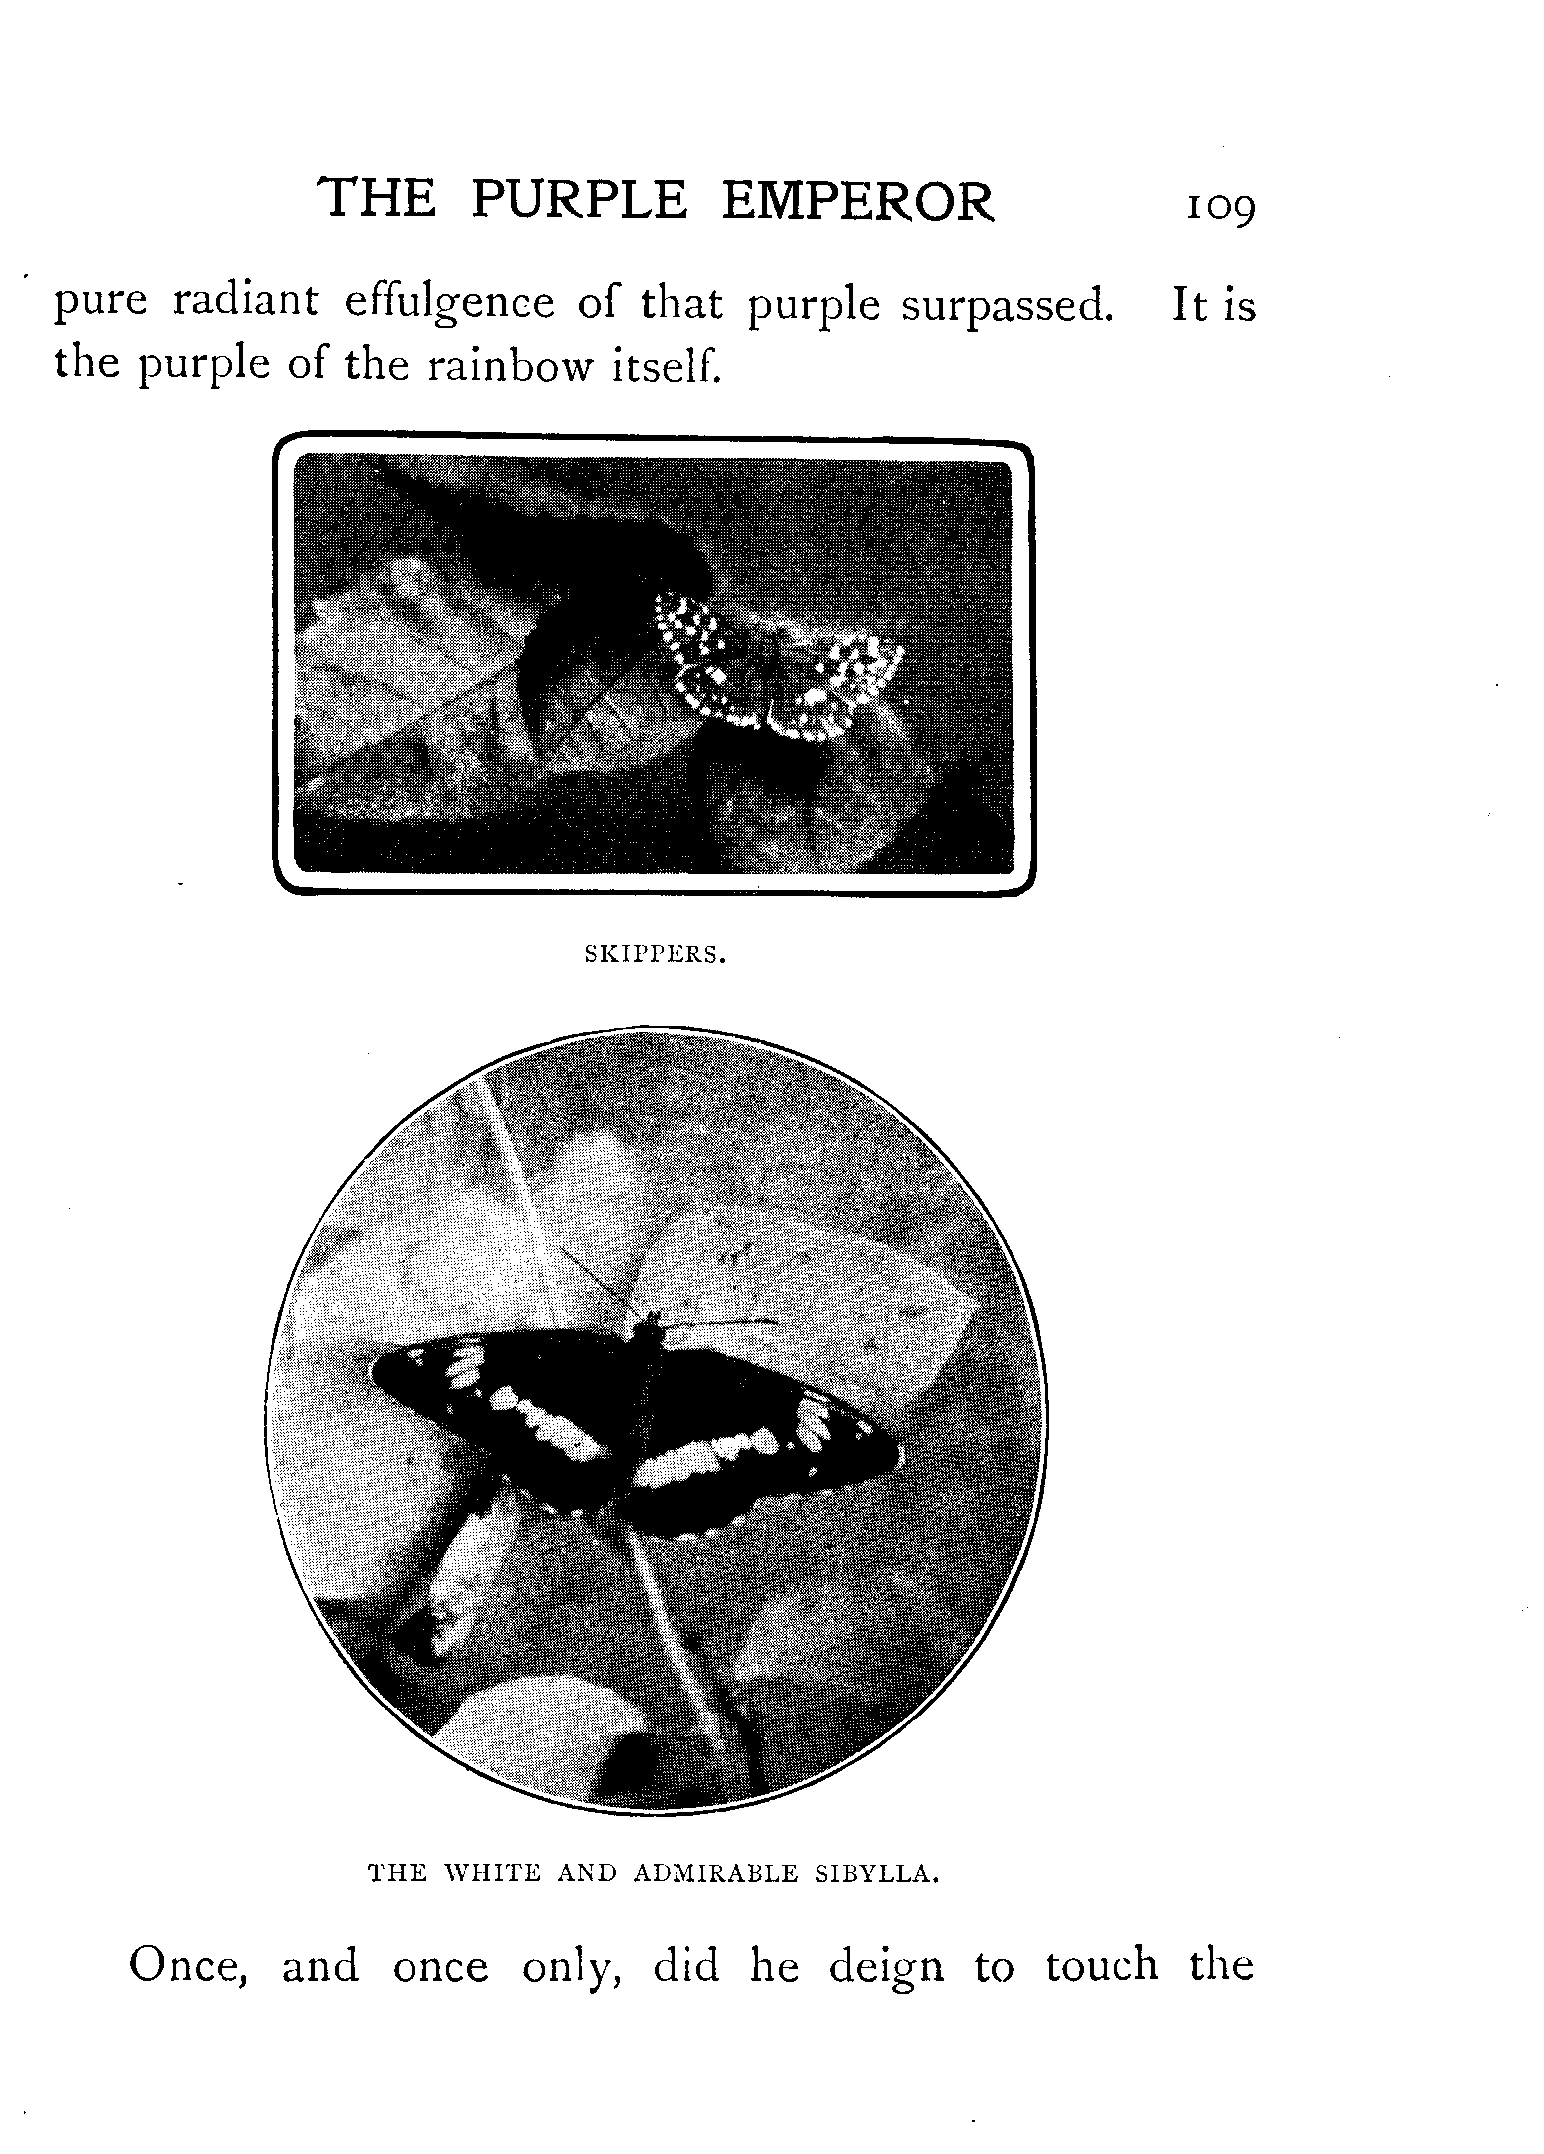 THE PURPLE EMPEROR 109
pure radiant effulgence of that purple surpassed. It is
the purple of the rainbow itself.
SKIPPERS.
THE WHITE AND ADMIRABLE SIBYLLA.
Once, and once only, did he deign to touch the